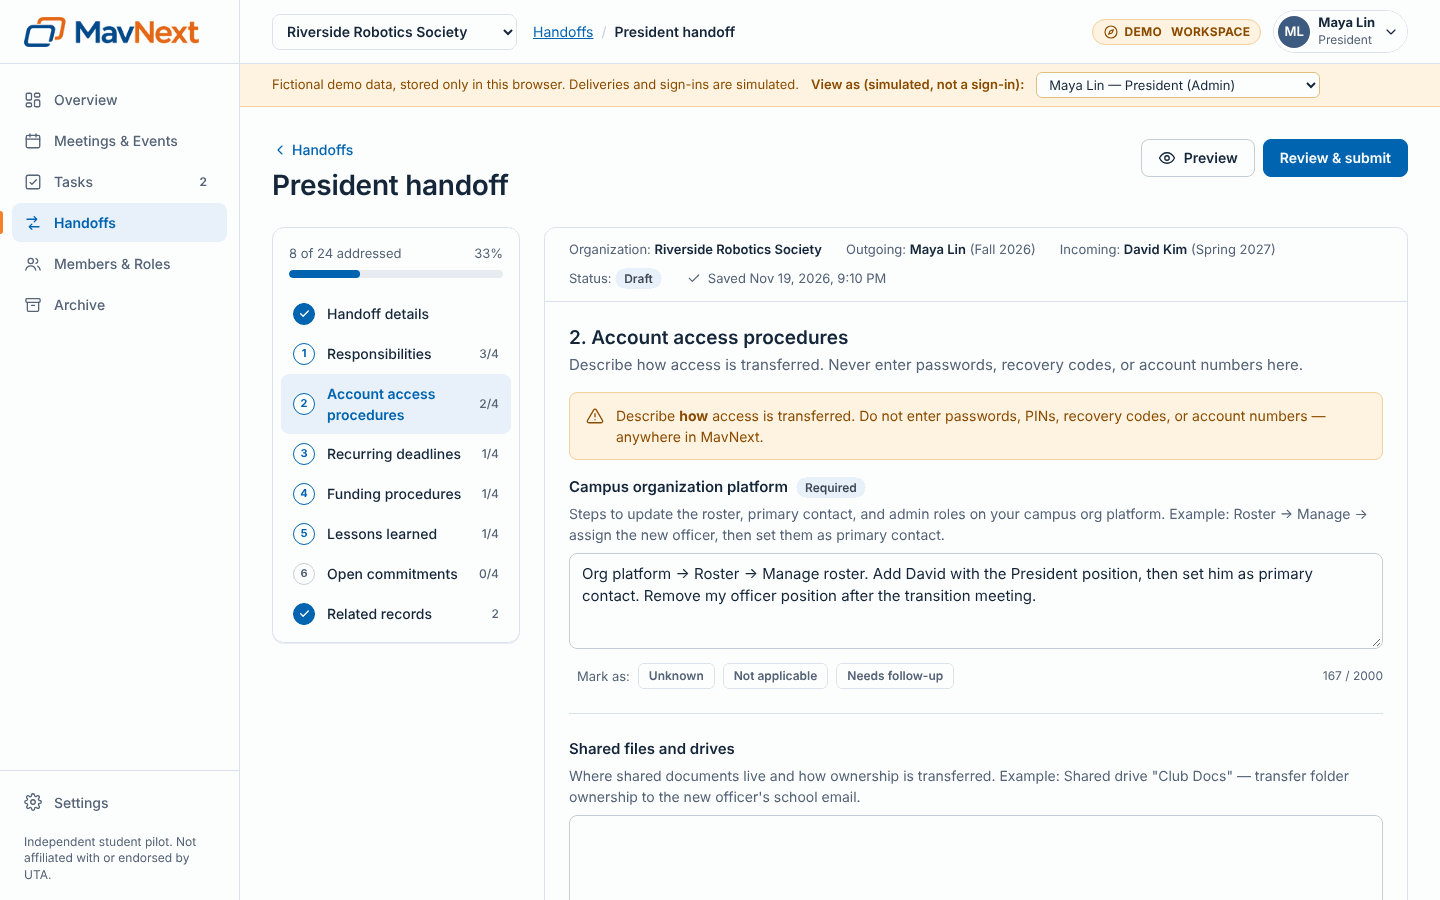 MavNext
Riverside Robotics Society
Handoffs / President handoff
DEMO WORKSPACE
ML
Maya Lin
President
Fictional demo data, stored only in this browser. Deliveries and sign-ins are simulated.
View as (simulated, not a sign-in):
Maya Lin — President (Admin)
Overview
Meetings & Events
Tasks 2
Handoffs
Members & Roles
Archive
Settings
Independent student pilot. Not
affiliated with or endorsed by
UTA.
Handoffs
President handoff
Preview
Review & submit
8 of 24 addressed 33%
Handoff details
1 Responsibilities 3/4
2 Account access
procedures 2/4
3 Recurring deadlines 1/4
4 Funding procedures 1/4
5 Lessons learned 1/4
6 Open commitments 0/4
Related records 2
Organization: Riverside Robotics Society Outgoing: Maya Lin (Fall 2026) Incoming: David Kim (Spring 2027)
Status: Draft Saved Nov 19, 2026, 9:10 PM
2. Account access procedures
Describe how access is transferred. Never enter passwords, recovery codes, or account numbers here.
Describe how access is transferred. Do not enter passwords, PINs, recovery codes, or account numbers —
anywhere in MavNext.
Campus organization platform Required
Steps to update the roster, primary contact, and admin roles on your campus org platform. Example: Roster → Manage →
assign the new officer, then set them as primary contact.
Org platform → Roster → Manage roster. Add David with the President position, then set him as primary
contact. Remove my officer position after the transition meeting.
Mark as: Unknown Not applicable Needs follow-up 167 / 2000
Shared files and drives
Where shared documents live and how ownership is transferred. Example: Shared drive "Club Docs" — transfer folder
ownership to the new officer's school email.